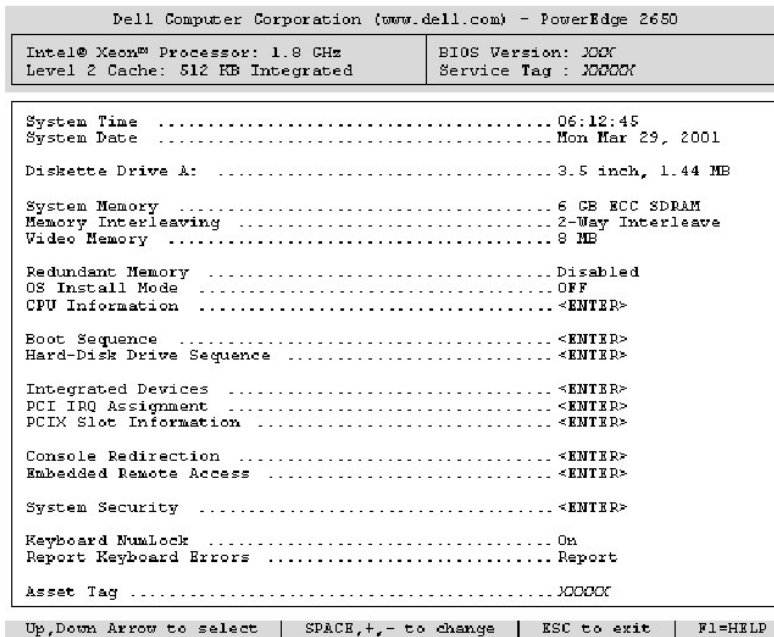 Dell Computer Corporation (www.dell.com) - PowerEdge 2650
Intel® Xeon™ Processor: 1.8 GHz
Level 2 Cache: 512 KB Integrated
BIOS Version: XXX
Service Tag : XXXXX
System Time ........................................ 06:12:45
System Date ........................................ Mon Mar 29, 2001
Diskette Drive A: .................................. 3.5 inch, 1.44 MB
System Memory ...................................... 6 GB ECC SDRAM
Memory Interleaving ................................ 2-Way Interleave
Video Memory ....................................... 8 MB
Redundant Memory ................................... Disabled
OS Install Mode .................................... OFF
CPU Information .................................... <ENTER>
Boot Sequence ...................................... <ENTER>
Hard-Disk Drive Sequence ........................... <ENTER>
Integrated Devices ................................. <ENTER>
PCI IRQ Assignment ................................. <ENTER>
PCIX Slot Information .............................. <ENTER>
Console Redirection ................................ <ENTER>
Embedded Remote Access ............................. <ENTER>
System Security .................................... <ENTER>
Keyboard NumLock ................................... On
Report Keyboard Errors ............................. Report
Asset Tag .......................................... XXXXX
Up,Down Arrow to select | SPACE,+,- to change | ESC to exit | F1=HELP